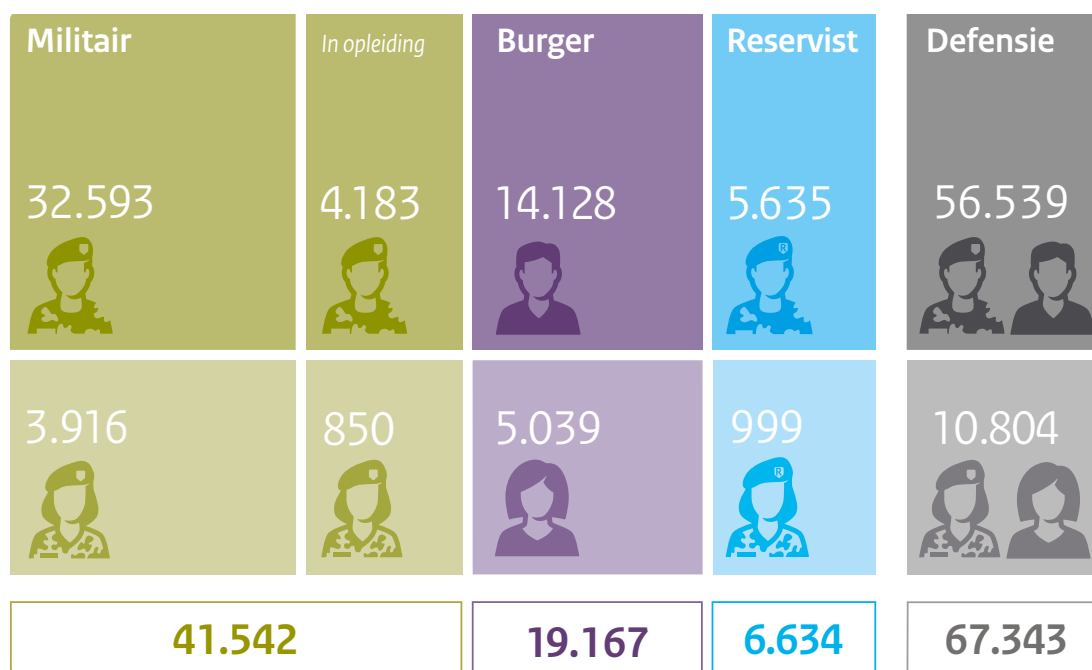 Militair In opleiding Burger Reservist Defensie
32.593 4.183 14.128 5.635 56.539
R
3.916 850 5.039 999 10.804
R
41.542 19.167 6.634 67.343